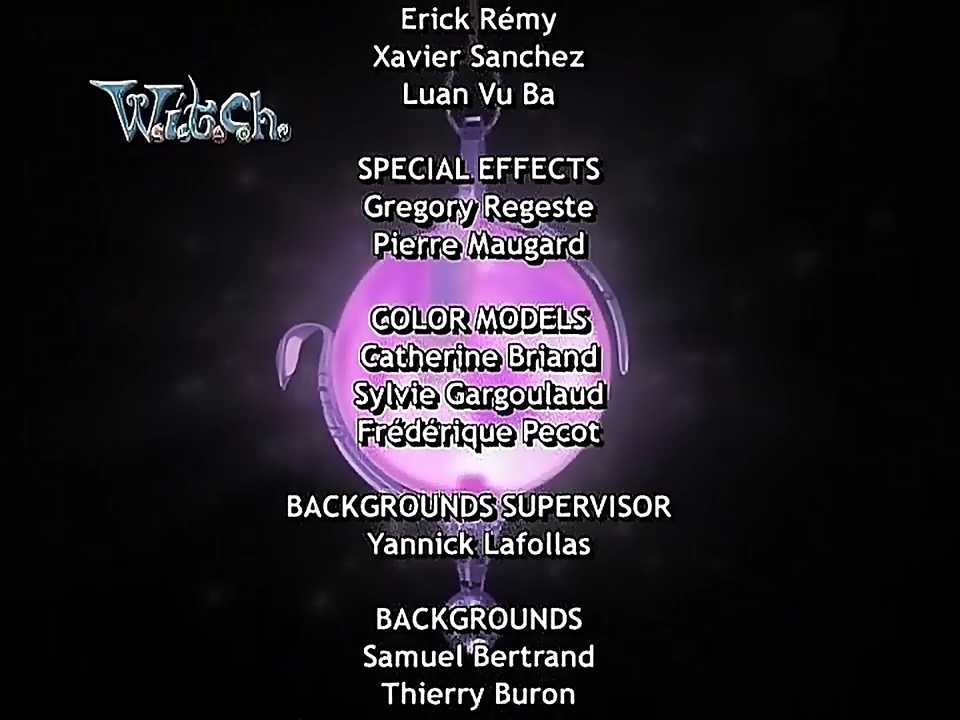 Erick Rémy
Xavier Sanchez
Luan Vu Ba
W.i.t.c.h.
SPECIAL EFFECTS
Gregory Regeste
Pierre Maugard
COLOR MODELS
Catherine Briand
Sylvie Gargoulaud
Frédérique Pecot
BACKGROUNDS SUPERVISOR
Yannick Lafollas
BACKGROUNDS
Samuel Bertrand
Thierry Buron